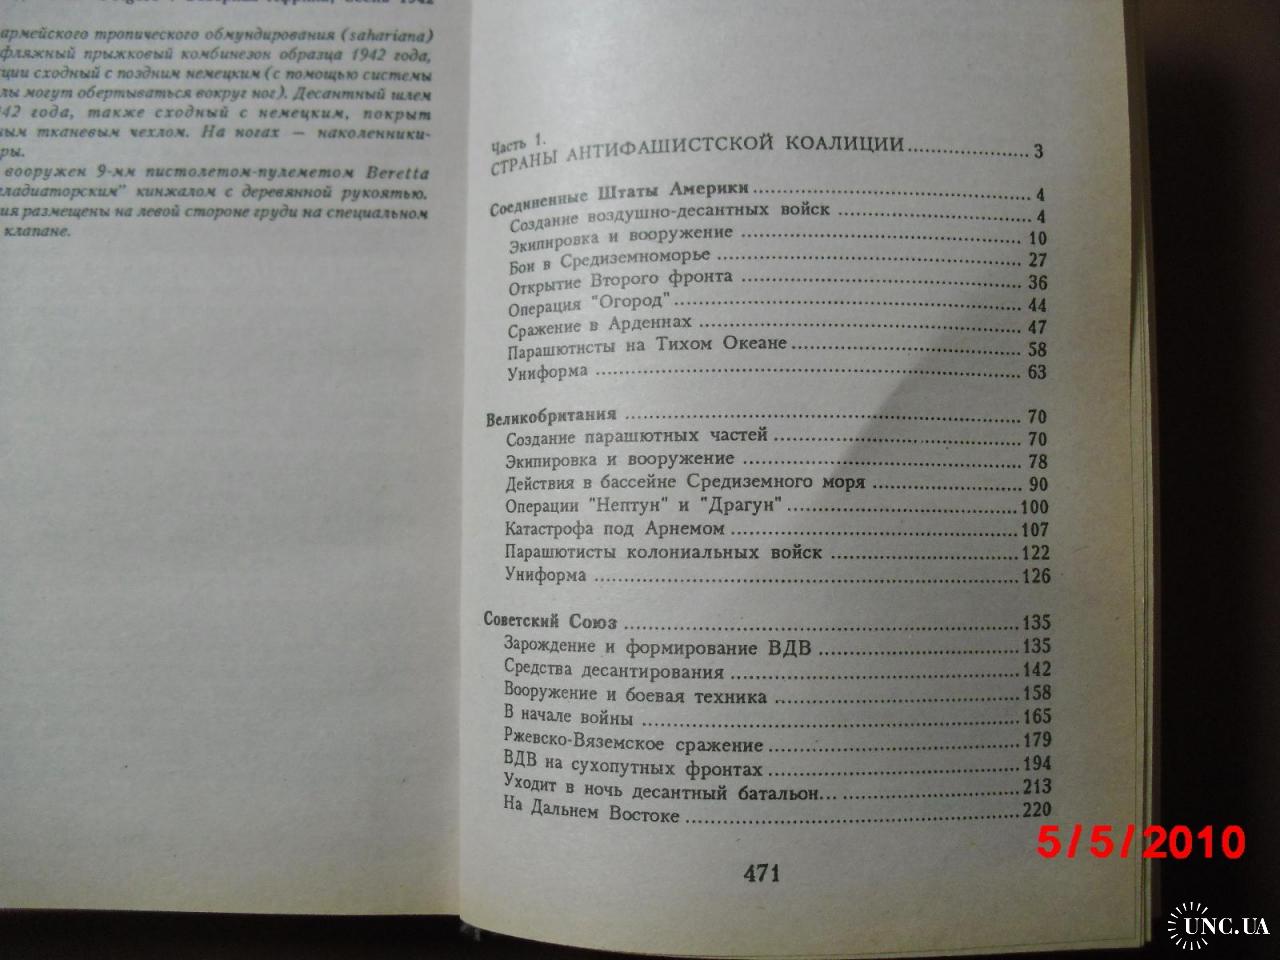 армейского тропического обмундирования (sahariana)
прыжковый комбинезон образца 1942 года,
сходный с поздним немецким (с помощью системы
могут обертываться вокруг ног). Десантный шлем
года, также сходный с немецким, покрыт
тканевым чехлом. На ногах — наколенники-
вооружен 9-мм пистолетом-пулеметом Beretta
кинжалом с деревянной рукоятью.
размещены на левой стороне груди на специальном
клапане.
Часть 1.
СТРАНЫ АНТИФАШИСТСКОЙ КОАЛИЦИИ 3
Соединенные Штаты Америки 4
Создание воздушно-десантных войск 4
Экипировка и вооружение 10
Бои в Средиземноморье 27
Открытие Второго фронта 36
Операция "Огород" 44
Сражение в Арденнах 47
Парашютисты на Тихом Океане 58
Униформа 63
Великобритания 70
Создание парашютных частей 70
Экипировка и вооружение 78
Действия в бассейне Средиземного моря 90
Операции "Нептун" и "Драгун" 100
Катастрофа под Арнемом 107
Парашютисты колониальных войск 122
Униформа 126
Советский Союз 135
Зарождение и формирование ВДВ 135
Средства десантирования 142
Вооружение и боевая техника 158
В начале войны 165
Ржевско-Вяземское сражение 179
ВДВ на сухопутных фронтах 194
Уходит в ночь десантный батальон... 213
На Дальнем Востоке 220
471
5/5/2010
UNC.UA